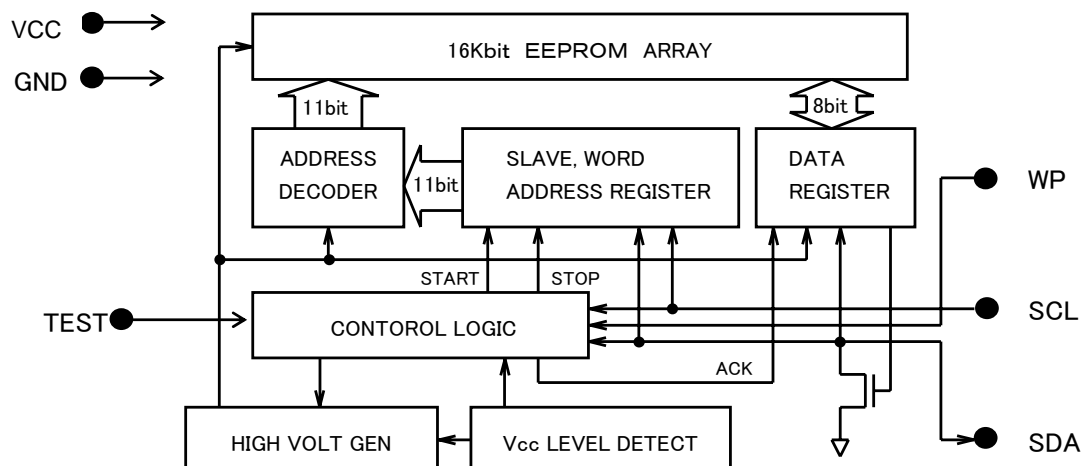 VCC
GND
16Kbit EEPROM ARRAY
11bit
8bit
ADDRESS
DECODER
11bit
SLAVE, WORD
ADDRESS REGISTER
DATA
REGISTER
WP
START
STOP
TEST
CONTOROL LOGIC
SCL
ACK
HIGH VOLT GEN
Vcc LEVEL DETECT
SDA